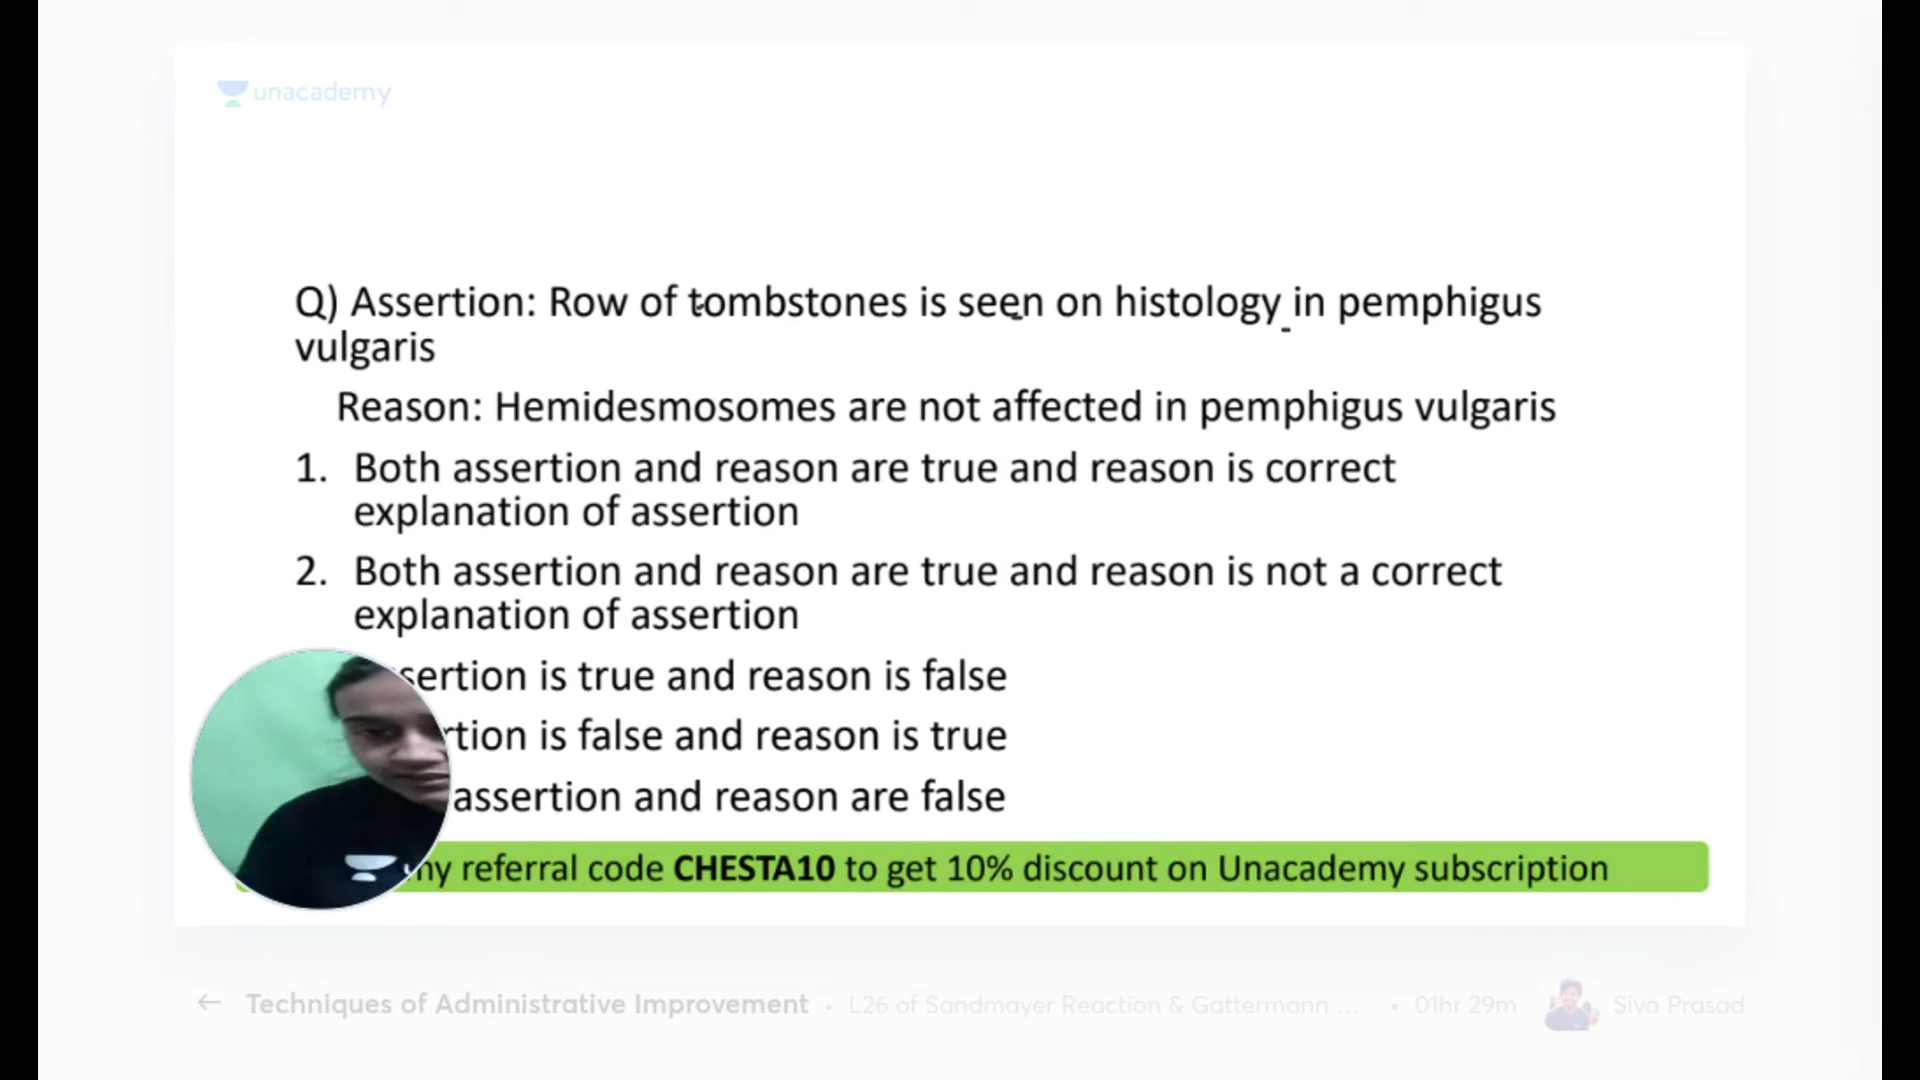 unacademy
Q) Assertion: Row of tombstones is seen on histology in pemphigus
vulgaris
Reason: Hemidesmosomes are not affected in pemphigus vulgaris
1. Both assertion and reason are true and reason is correct
explanation of assertion
2. Both assertion and reason are true and reason is not a correct
explanation of assertion
sertion is true and reason is false
rtion is false and reason is true
assertion and reason are false
my referral code CHESTA10 to get 10% discount on Unacademy subscription
← Techniques of Administrative Improvement • L26 of Sandmayer Reaction & Gattermann ... • 01hr 29m Siva Prasad